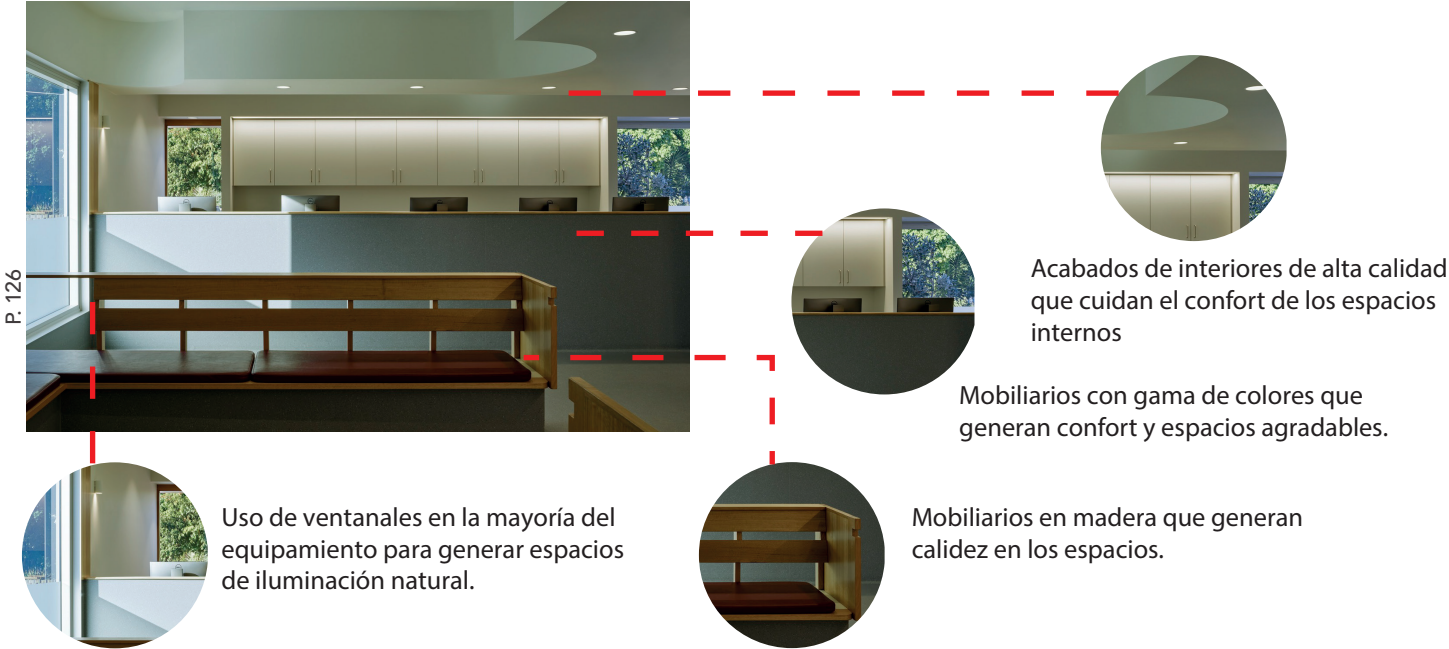 P. 126
Acabados de interiores de alta calidad
que cuidan el confort de los espacios
internos
Mobiliarios con gama de colores que
generan confort y espacios agradables.
Uso de ventanales en la mayoría del
equipamiento para generar espacios
de iluminación natural.
Mobiliarios en madera que generan
calidez en los espacios.